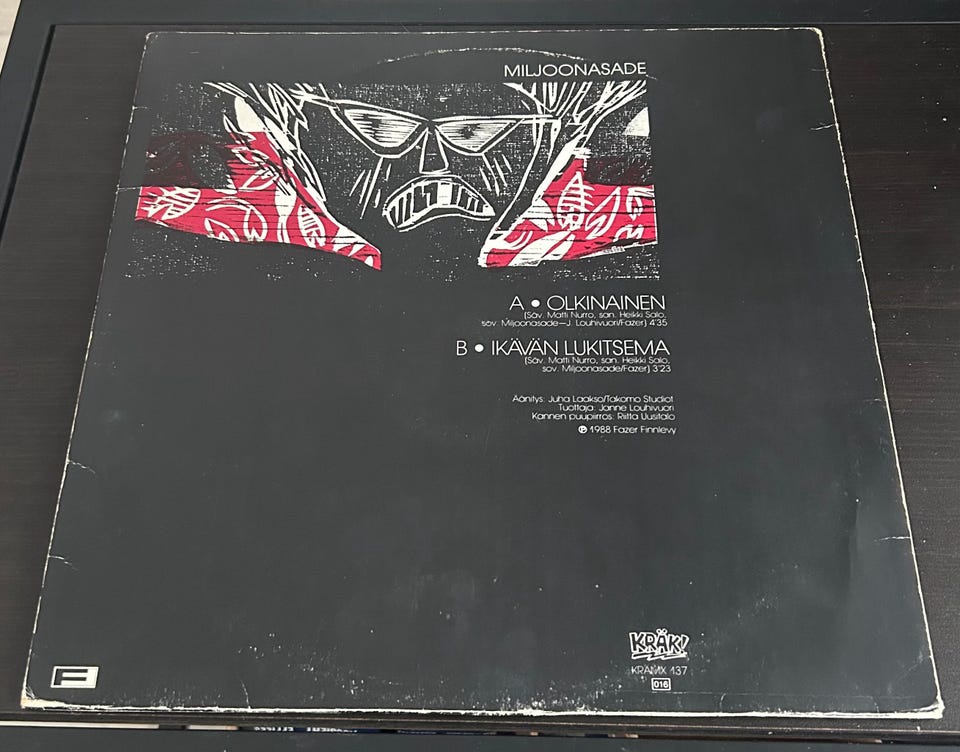 MILJOONASADE
A • OLKINAINEN
(Säv. Matti Nurro, san. Heikki Salo,
sov. Miljoonasade—J. Louhivuori/Fazer) 4'35
B • IKÄVÄN LUKITSEMA
(Säv. Matti Nurro, san. Heikki Salo,
sov. Miljoonasade/Fazer) 3'23
Äänitys: Juha Laakso/Takomo Studiot
Tuottaja: Janne Louhivuori
Kannen puupiirros: Riitta Uusitalo
℗ 1988 Fazer Finnlevy
KRÄK!
KRÄMX 137
016
F